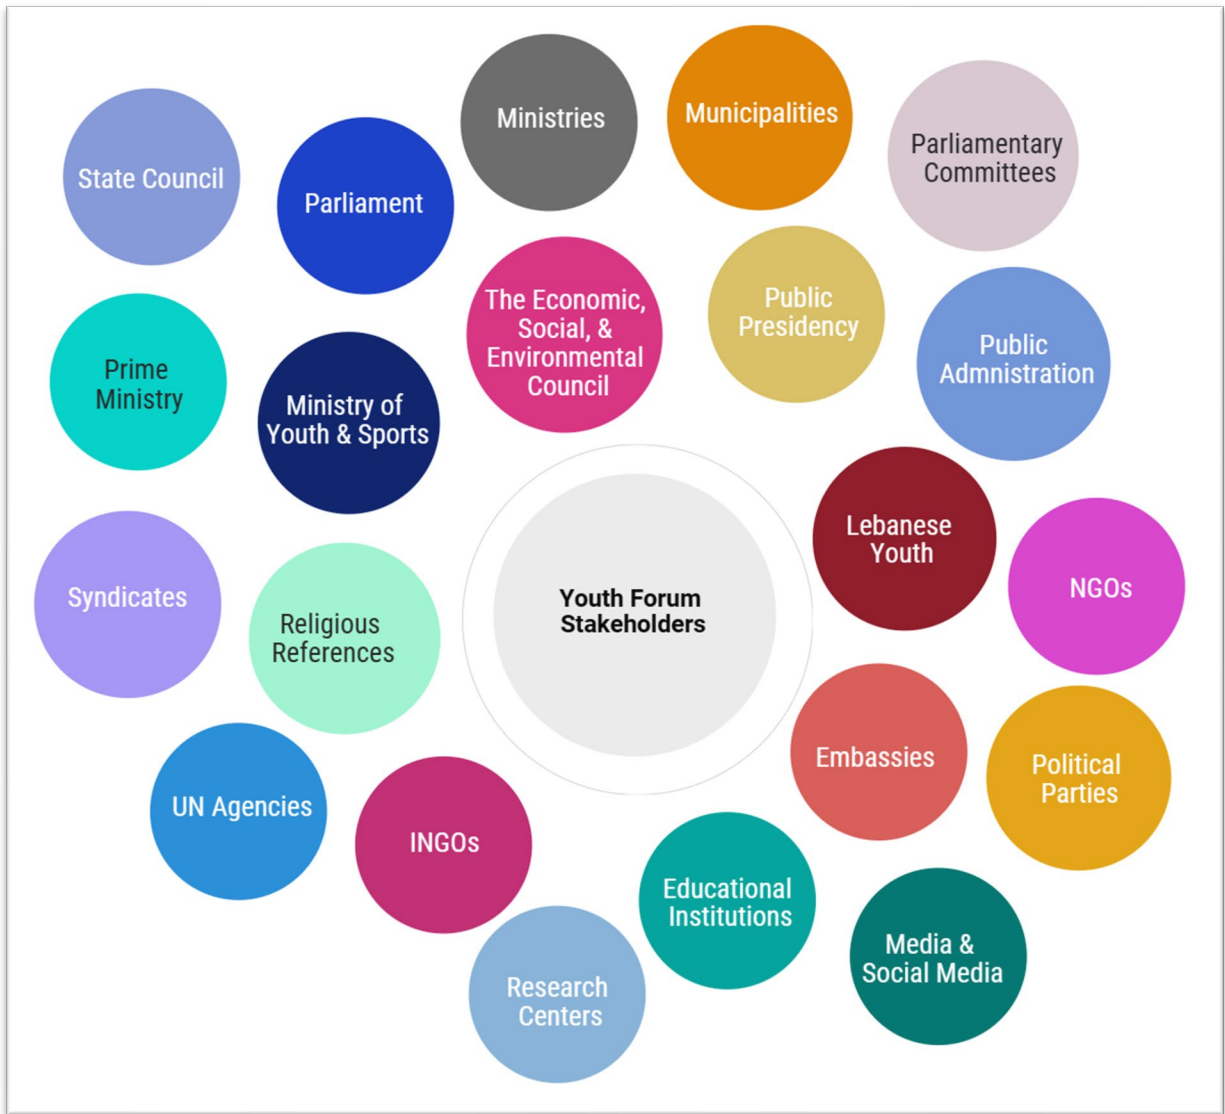 Ministries
Municipalities
Parliamentary
Committees
State Council
Parliament
The Economic,
Social, &
Environmental
Council
Public
Presidency
Public
Admnistration
Prime
Ministry
Ministry of
Youth & Sports
Lebanese
Youth
NGOs
Syndicates
Religious
References
Youth Forum
Stakeholders
Embassies
Political
Parties
UN Agencies
INGOs
Educational
Institutions
Media &
Social Media
Research
Centers